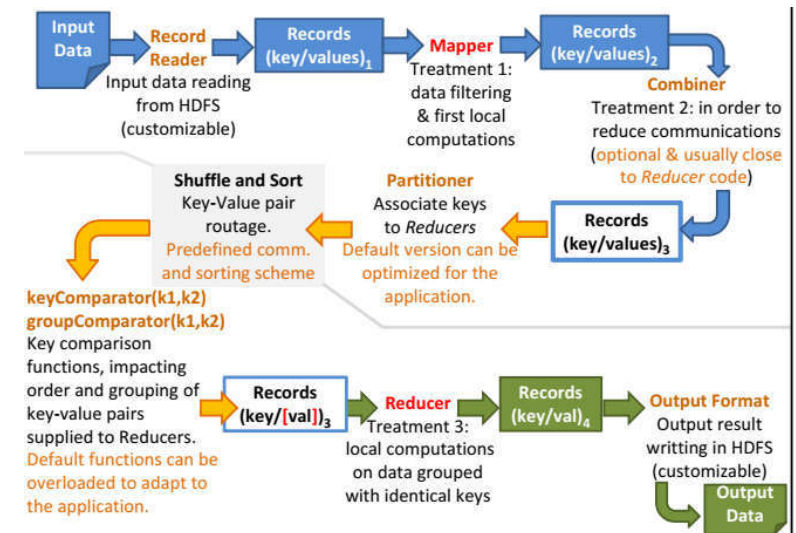 Input
Data
Record
Reader
Input data reading
from HDFS
(customizable)
Records
(key/values)1
Mapper
Treatment 1:
data filtering
& first local
computations
Records
(key/values)2
Combiner
Treatment 2: in order to
reduce communications
(optional & usually close
to Reducer code)
Records
(key/values)3
Partitioner
Associate keys
to Reducers
Default version can be
optimized for the
application.
Shuffle and Sort
Key-Value pair
routage.
Predefined comm.
and sorting scheme
keyComparator(k1,k2)
groupComparator(k1,k2)
Key comparison
functions, impacting
order and grouping of
key-value pairs
supplied to Reducers.
Default functions can be
overloaded to adapt to
the application.
Records
(key/[val])3
Reducer
Treatment 3:
local computations
on data grouped
with identical keys
Records
(key/val)4
Output Format
Output result
writting in HDFS
(customizable)
Output
Data